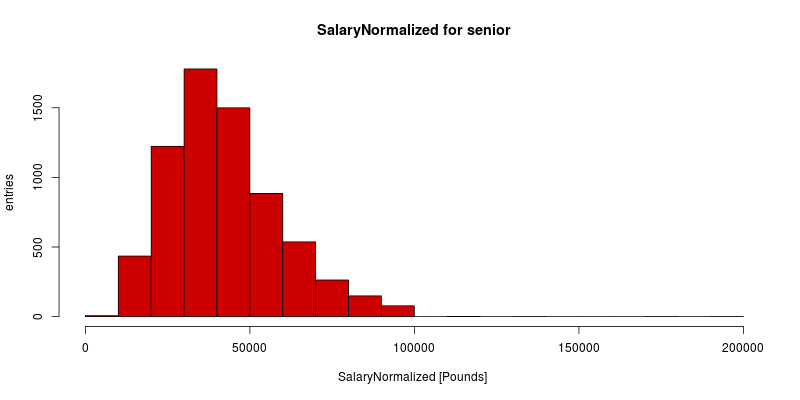 SalaryNormalized for senior
entries
1500
1000
500
0
0 50000 100000 150000 200000
SalaryNormalized [Pounds]